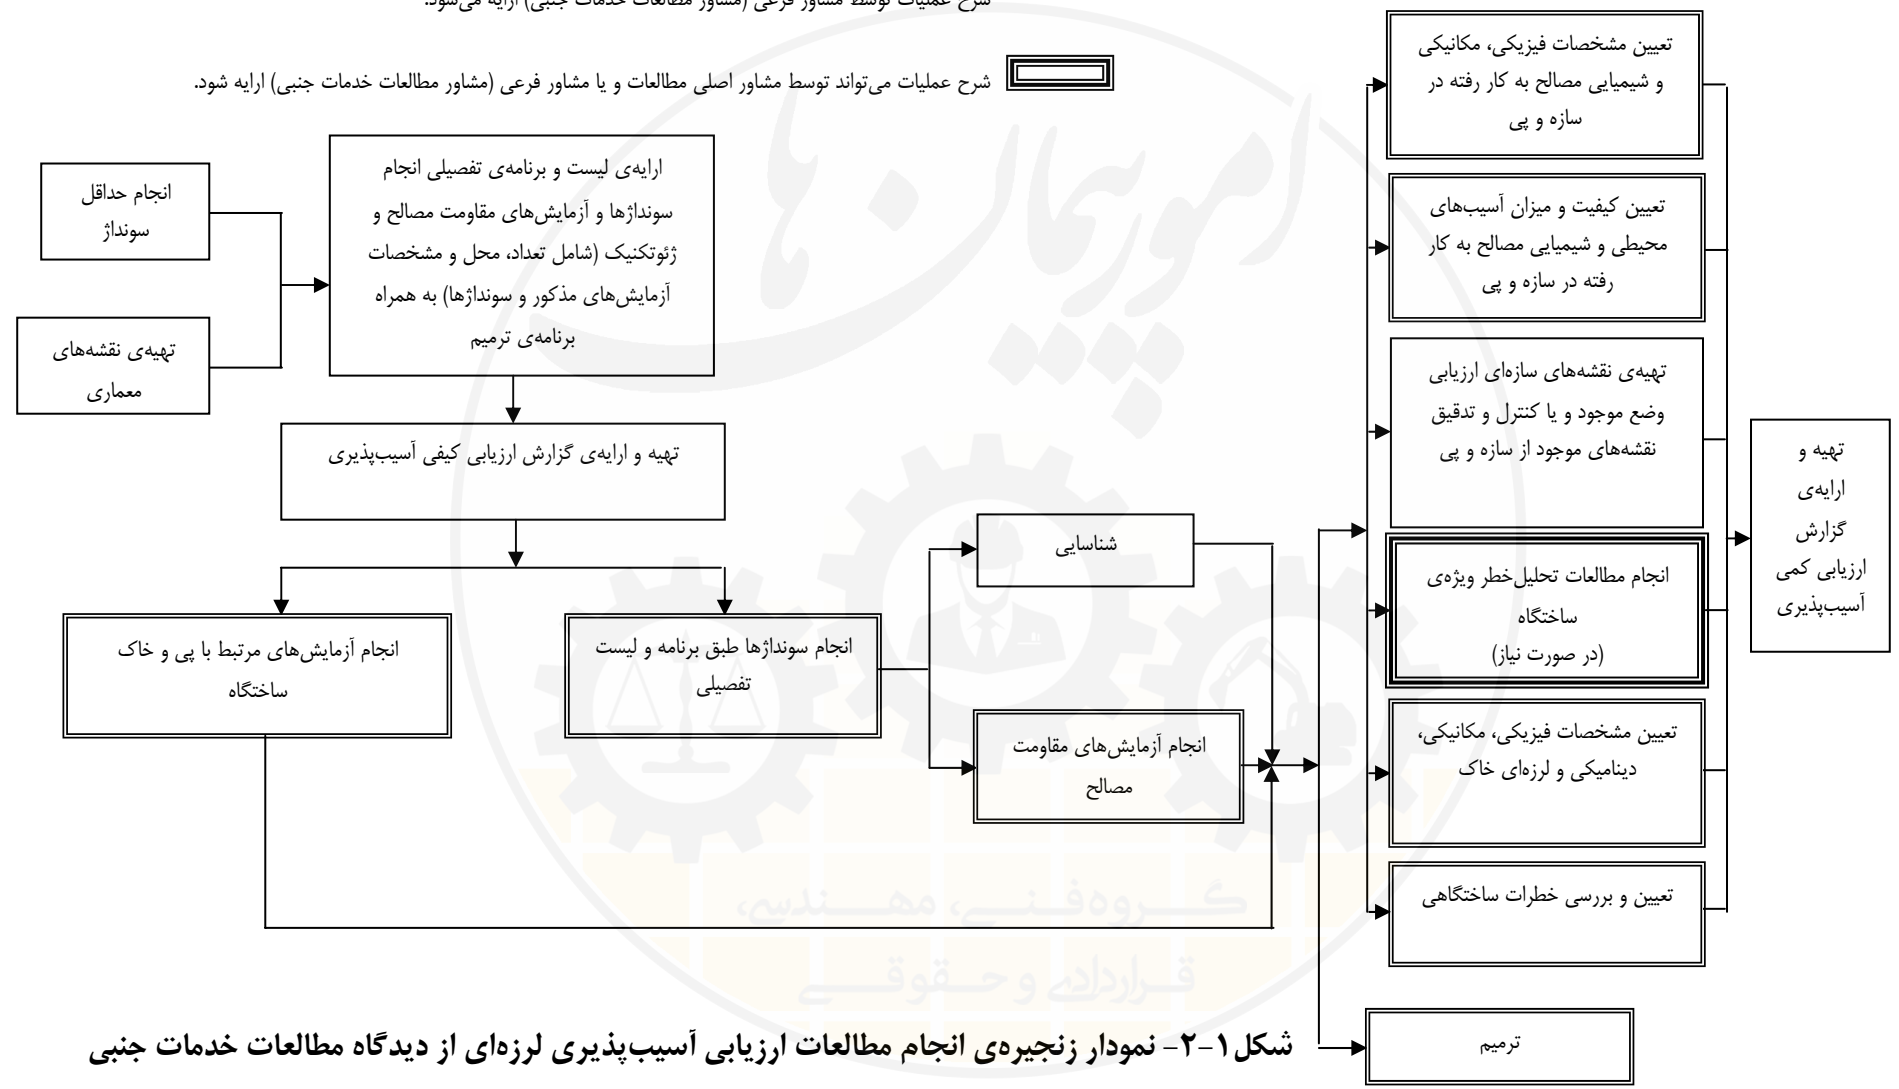 شرح عملیات توسط مشاور فرعی (مشاور مطالعات خدمات جنبی) ارایه می‌شود.
شرح عملیات می‌تواند توسط مشاور اصلی مطالعات و یا مشاور فرعی (مشاور مطالعات خدمات جنبی) ارایه شود.
انجام حداقل
سونداژ
تهیه‌ی نقشه‌های
معماری
ارایه‌ی لیست و برنامه‌ی تفصیلی انجام
سونداژها و آزمایش‌های مقاومت مصالح و
ژئوتکنیک (شامل تعداد، محل و مشخصات
آزمایش‌های مذکور و سونداژها) به همراه
برنامه‌ی ترمیم
تهیه و ارایه‌ی گزارش ارزیابی کیفی آسیب‌پذیری
انجام آزمایش‌های مرتبط با پی و خاک
ساختگاه
انجام سونداژها طبق برنامه و لیست
تفصیلی
شناسایی
انجام آزمایش‌های مقاومت
مصالح
تعیین مشخصات فیزیکی، مکانیکی
و شیمیایی مصالح به کار رفته در
سازه و پی
تعیین کیفیت و میزان آسیب‌های
محیطی و شیمیایی مصالح به کار
رفته در سازه و پی
تهیه‌ی نقشه‌های سازه‌ای ارزیابی
وضع موجود و یا کنترل و تدقیق
نقشه‌های موجود از سازه و پی
انجام مطالعات تحلیل‌خطر ویژه‌ی
ساختگاه
(در صورت نیاز)
تعیین مشخصات فیزیکی، مکانیکی،
دینامیکی و لرزه‌ای خاک
تعیین و بررسی خطرات ساختگاهی
ترمیم
تهیه و
ارایه‌ی
گزارش
ارزیابی کمی
آسیب‌پذیری
امور پیمان ها
گروه فنی، مهندسی،
قراردادی و حقوقی
شکل۱-۲- نمودار زنجیره‌ی انجام مطالعات ارزیابی آسیب‌پذیری لرزه‌ای از دیدگاه مطالعات خدمات جنبی